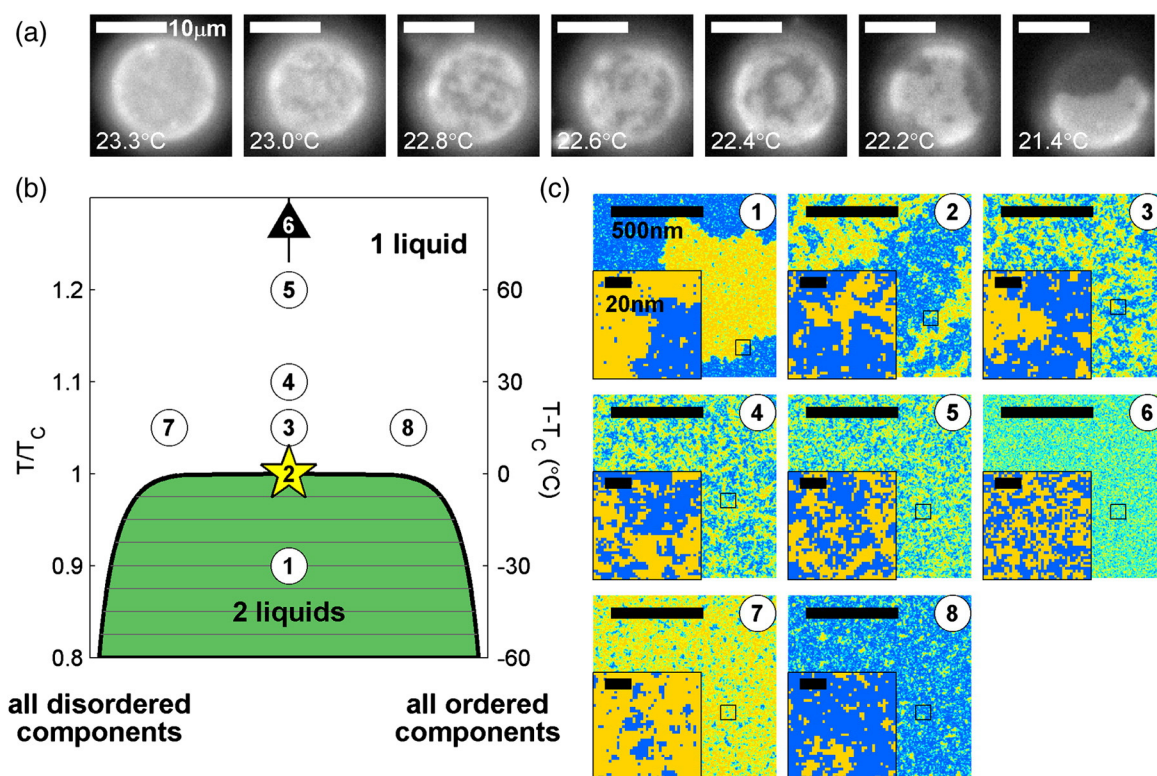 (a)
10μm
23.3°C
23.0°C
22.8°C
22.6°C
22.4°C
22.2°C
21.4°C
(b)
T/T_C
1.2
1.1
1
0.9
0.8
6
1 liquid
5
4
7
3
8
2
1
2 liquids
60
30
0
-30
-60
T-T_C (°C)
all disordered
components
all ordered
components
(c)
1
500nm
20nm
2
3
4
5
6
7
8